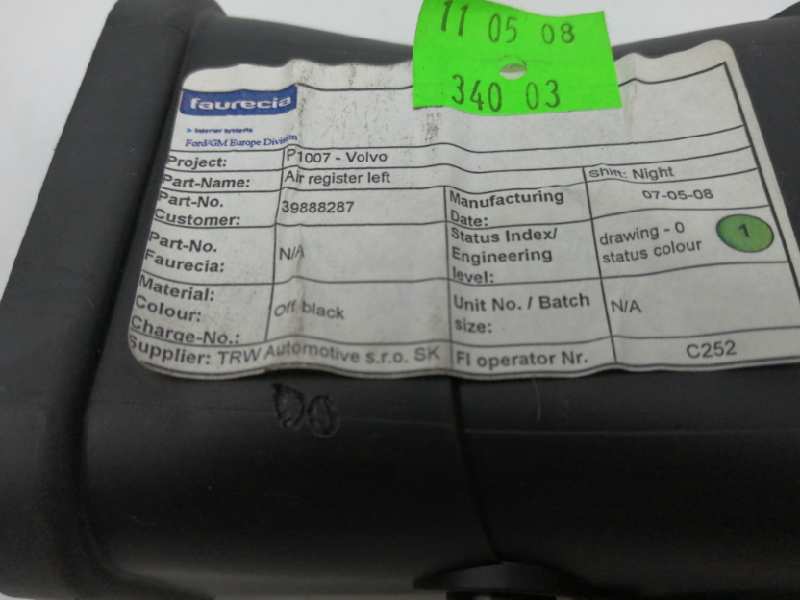 11 05 08
340 03
faurecia
Interior systems
Ford/GM Europe Division
Project: P1007 - Volvo
Part-Name: Air register left
Shift: Night
Part-No. Customer: 39888287
Manufacturing Date: 07-05-08
Part-No. Faurecia: N/A
Status Index/ Engineering level: drawing - 0 status colour 1
Material: Colour: Charge-No.: Off black
Unit No. / Batch size: N/A
Supplier: TRW Automotive s.r.o. SK
FI operator Nr. C252